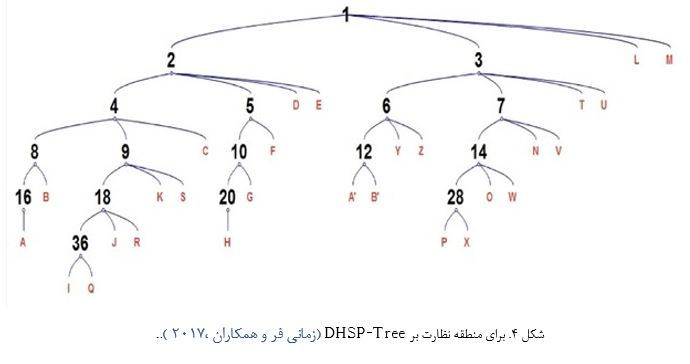 1
L M
2 3
4 5 D E 6 7 T U
8 9 C 10 F 12 Y Z 14 N V
16 B 18 K S 20 G A' B' 28 O W
A 36 J R H P X
I Q
شکل ۴. برای منطقه نظارت بر DHSP-Tree (زمانی فر و همکاران ،۲۰۱۷ )..